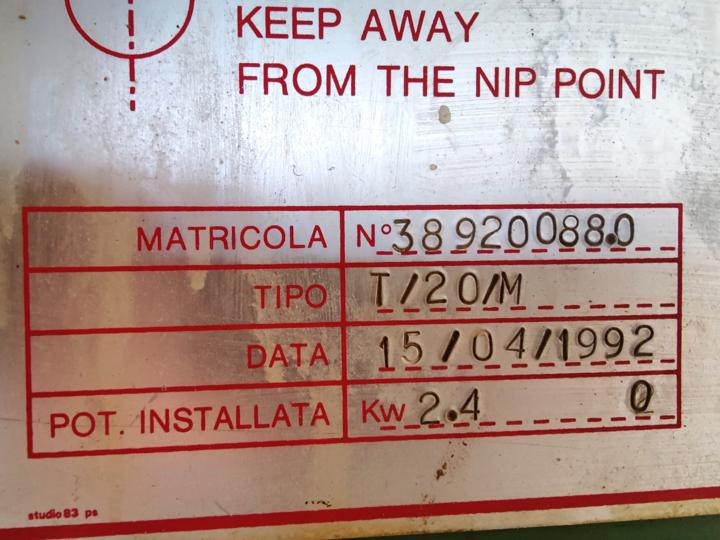 KEEP AWAY
FROM THE NIP POINT
MATRICOLA N° 38920088.0
TIPO T/20/M
DATA 15/04/1992
POT. INSTALLATA Kw 2.4 0
studio 83 ps